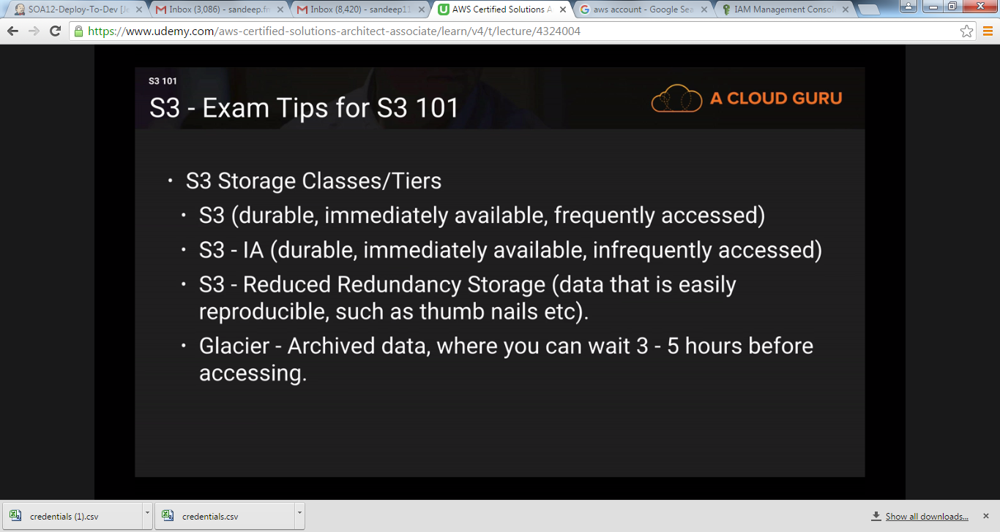 SOA12-Deploy-To-Dev [Je
Inbox (3,086) - sandeep.fr
Inbox (8,420) - sandeep11
AWS Certified Solutions A
aws account - Google Sea
IAM Management Consol
https://www.udemy.com/aws-certified-solutions-architect-associate/learn/v4/t/lecture/4324004
S3 101
S3 - Exam Tips for S3 101
A CLOUD GURU
• S3 Storage Classes/Tiers
• S3 (durable, immediately available, frequently accessed)
• S3 - IA (durable, immediately available, infrequently accessed)
• S3 - Reduced Redundancy Storage (data that is easily
reproducible, such as thumb nails etc).
• Glacier - Archived data, where you can wait 3 - 5 hours before
accessing.
credentials (1).csv
credentials.csv
Show all downloads...